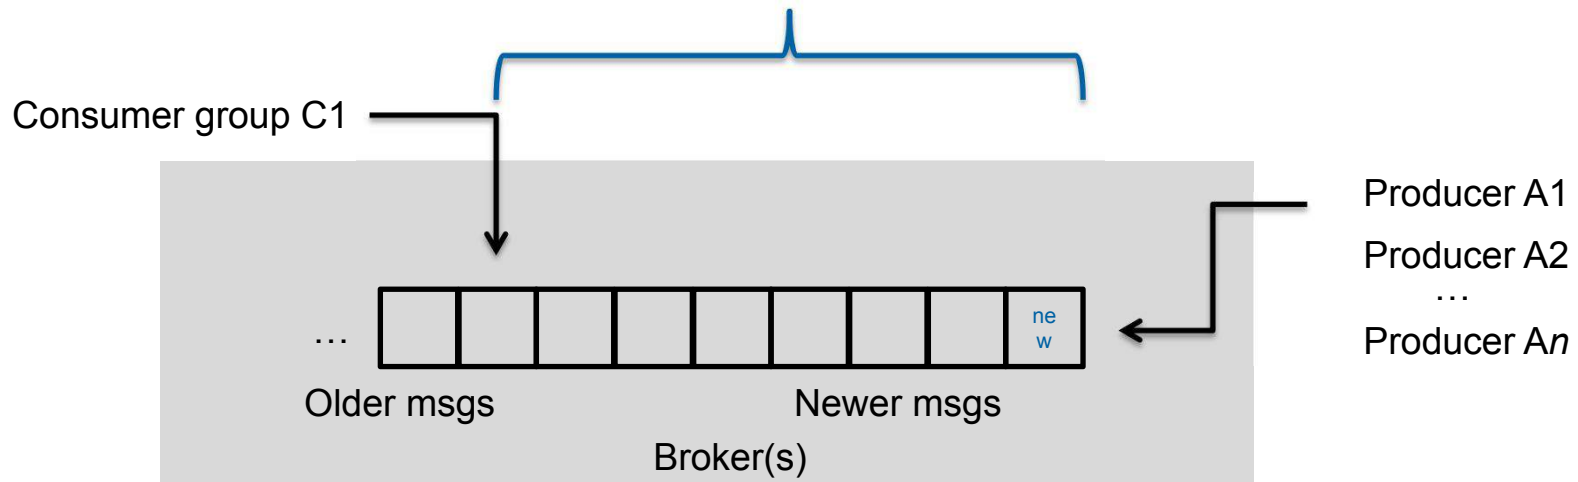 Consumer group C1
Producer A1
Producer A2
…
Producer An
ne
w
…
Older msgs
Newer msgs
Broker(s)